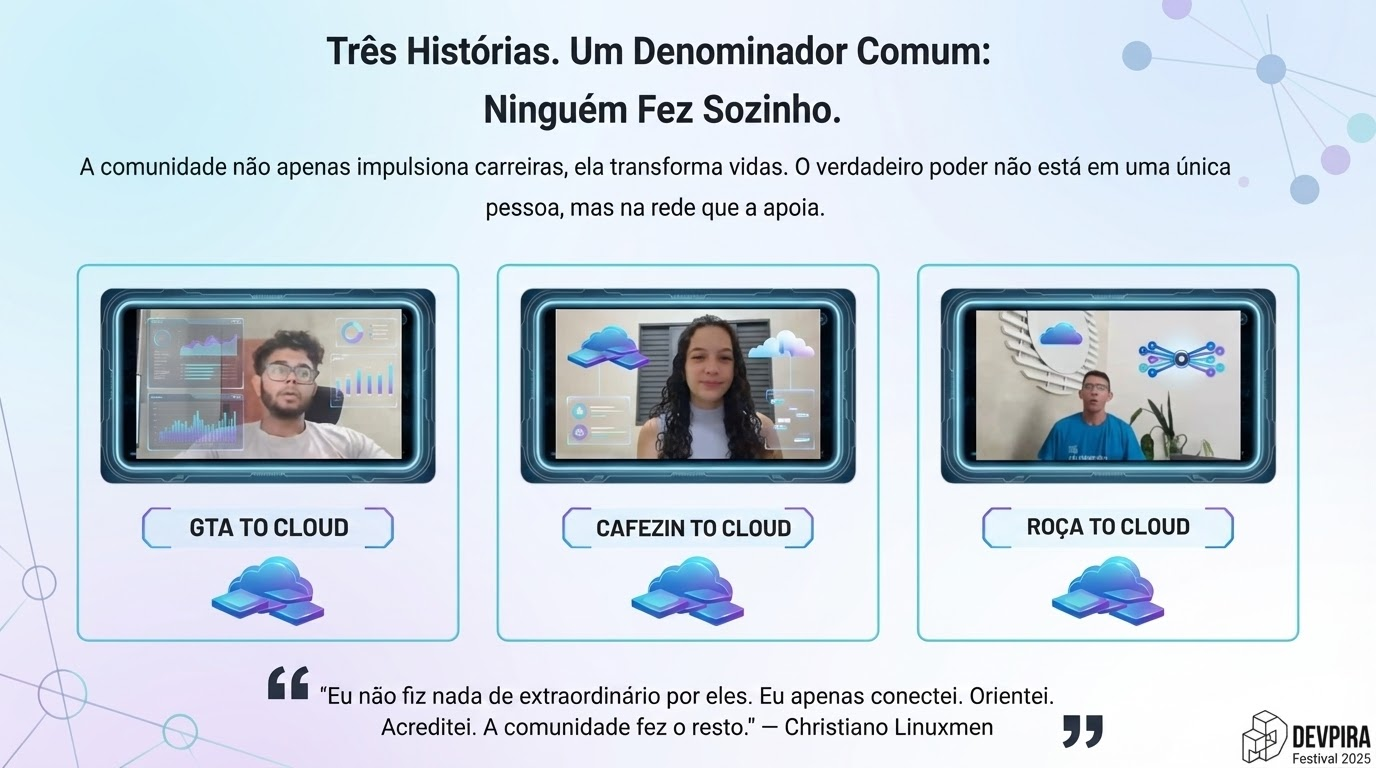 Três Histórias. Um Denominador Comum:
Ninguém Fez Sozinho.
A comunidade não apenas impulsiona carreiras, ela transforma vidas. O verdadeiro poder não está em uma única
pessoa, mas na rede que a apoia.
GTA TO CLOUD
CAFEZIN TO CLOUD
ROÇA TO CLOUD
“Eu não fiz nada de extraordinário por eles. Eu apenas conectei. Orientei.
Acreditei. A comunidade fez o resto.” — Christiano Linuxmen
DEVPIRA
Festival 2025